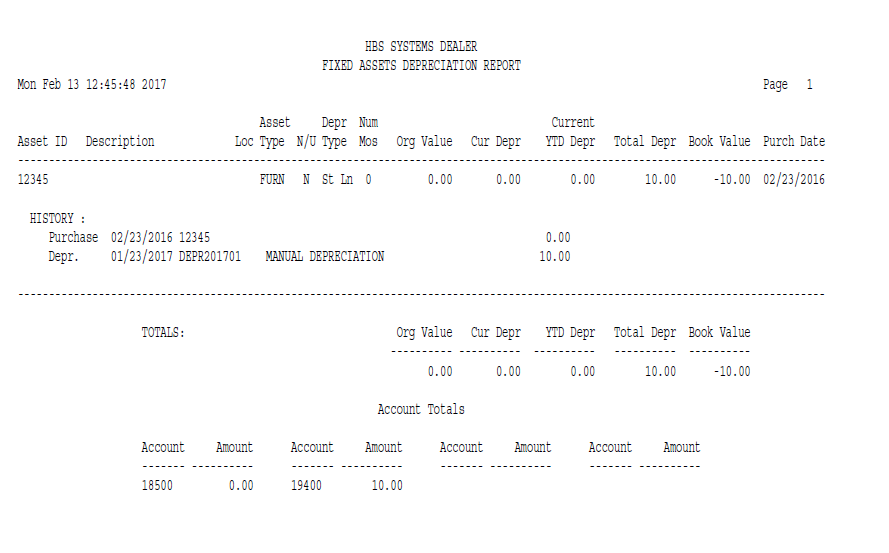 HBS SYSTEMS DEALER
FIXED ASSETS DEPRECIATION REPORT
Mon Feb 13 12:45:48 2017 Page 1
Asset Depr Num Current
Asset ID Description Loc Type N/U Type Mos Org Value Cur Depr YTD Depr Total Depr Book Value Purch Date
12345 FURN N St Ln 0 0.00 0.00 0.00 10.00 -10.00 02/23/2016
HISTORY :
Purchase 02/23/2016 12345 0.00
Depr. 01/23/2017 DEPR201701 MANUAL DEPRECIATION 10.00
TOTALS: Org Value Cur Depr YTD Depr Total Depr Book Value
0.00 0.00 0.00 10.00 -10.00
Account Totals
Account Amount Account Amount Account Amount Account Amount
18500 0.00 19400 10.00